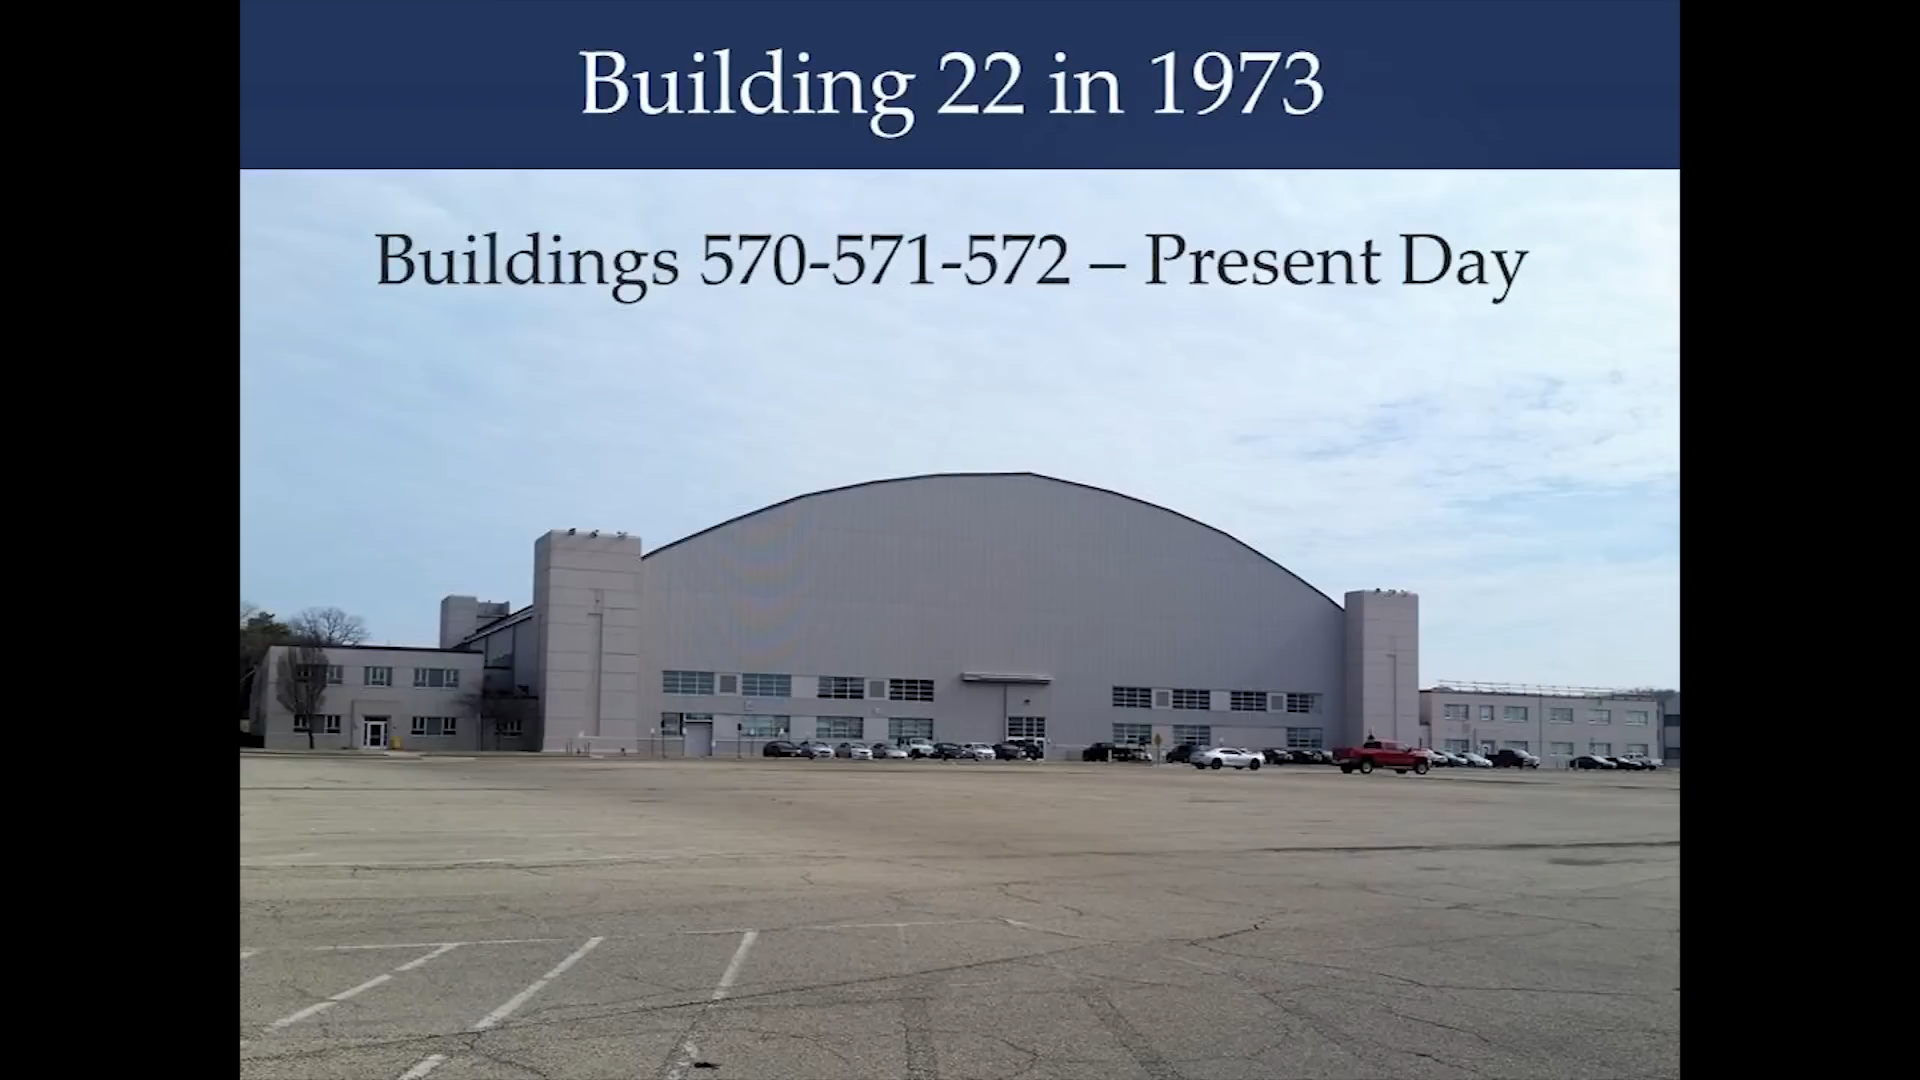 Building 22 in 1973
Buildings 570-571-572 – Present Day